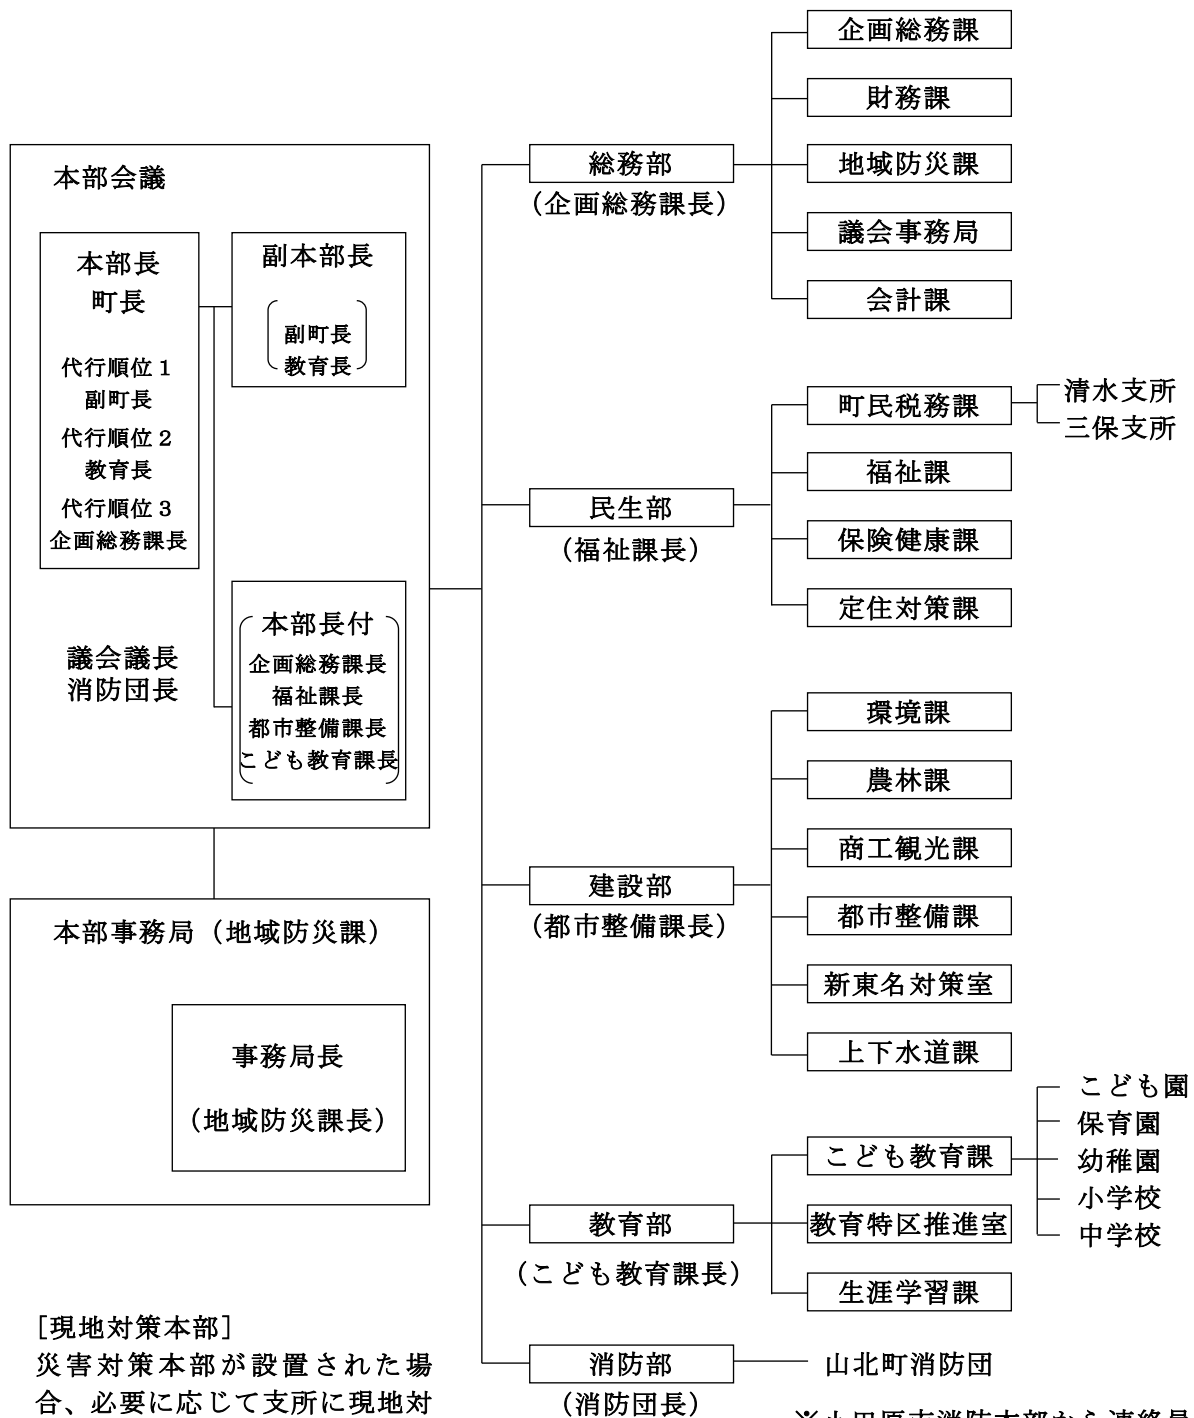 本部会議
本部長
町長
代行順位1
副町長
代行順位2
教育長
代行順位3
企画総務課長
副本部長
副町長
教育長
議会議長
消防団長
本部長付
企画総務課長
福祉課長
都市整備課長
こども教育課長
本部事務局(地域防災課)
事務局長
(地域防災課長)
[現地対策本部]
災害対策本部が設置された場
合、必要に応じて支所に現地対
総務部
(企画総務課長)
企画総務課
財務課
地域防災課
議会事務局
会計課
民生部
(福祉課長)
町民税務課
清水支所
三保支所
福祉課
保険健康課
定住対策課
建設部
(都市整備課長)
環境課
農林課
商工観光課
都市整備課
新東名対策室
上下水道課
教育部
(こども教育課長)
こども教育課
こども園
保育園
幼稚園
小学校
中学校
教育特区推進室
生涯学習課
消防部
(消防団長)
山北町消防団
※小田原市消防本部から連絡員